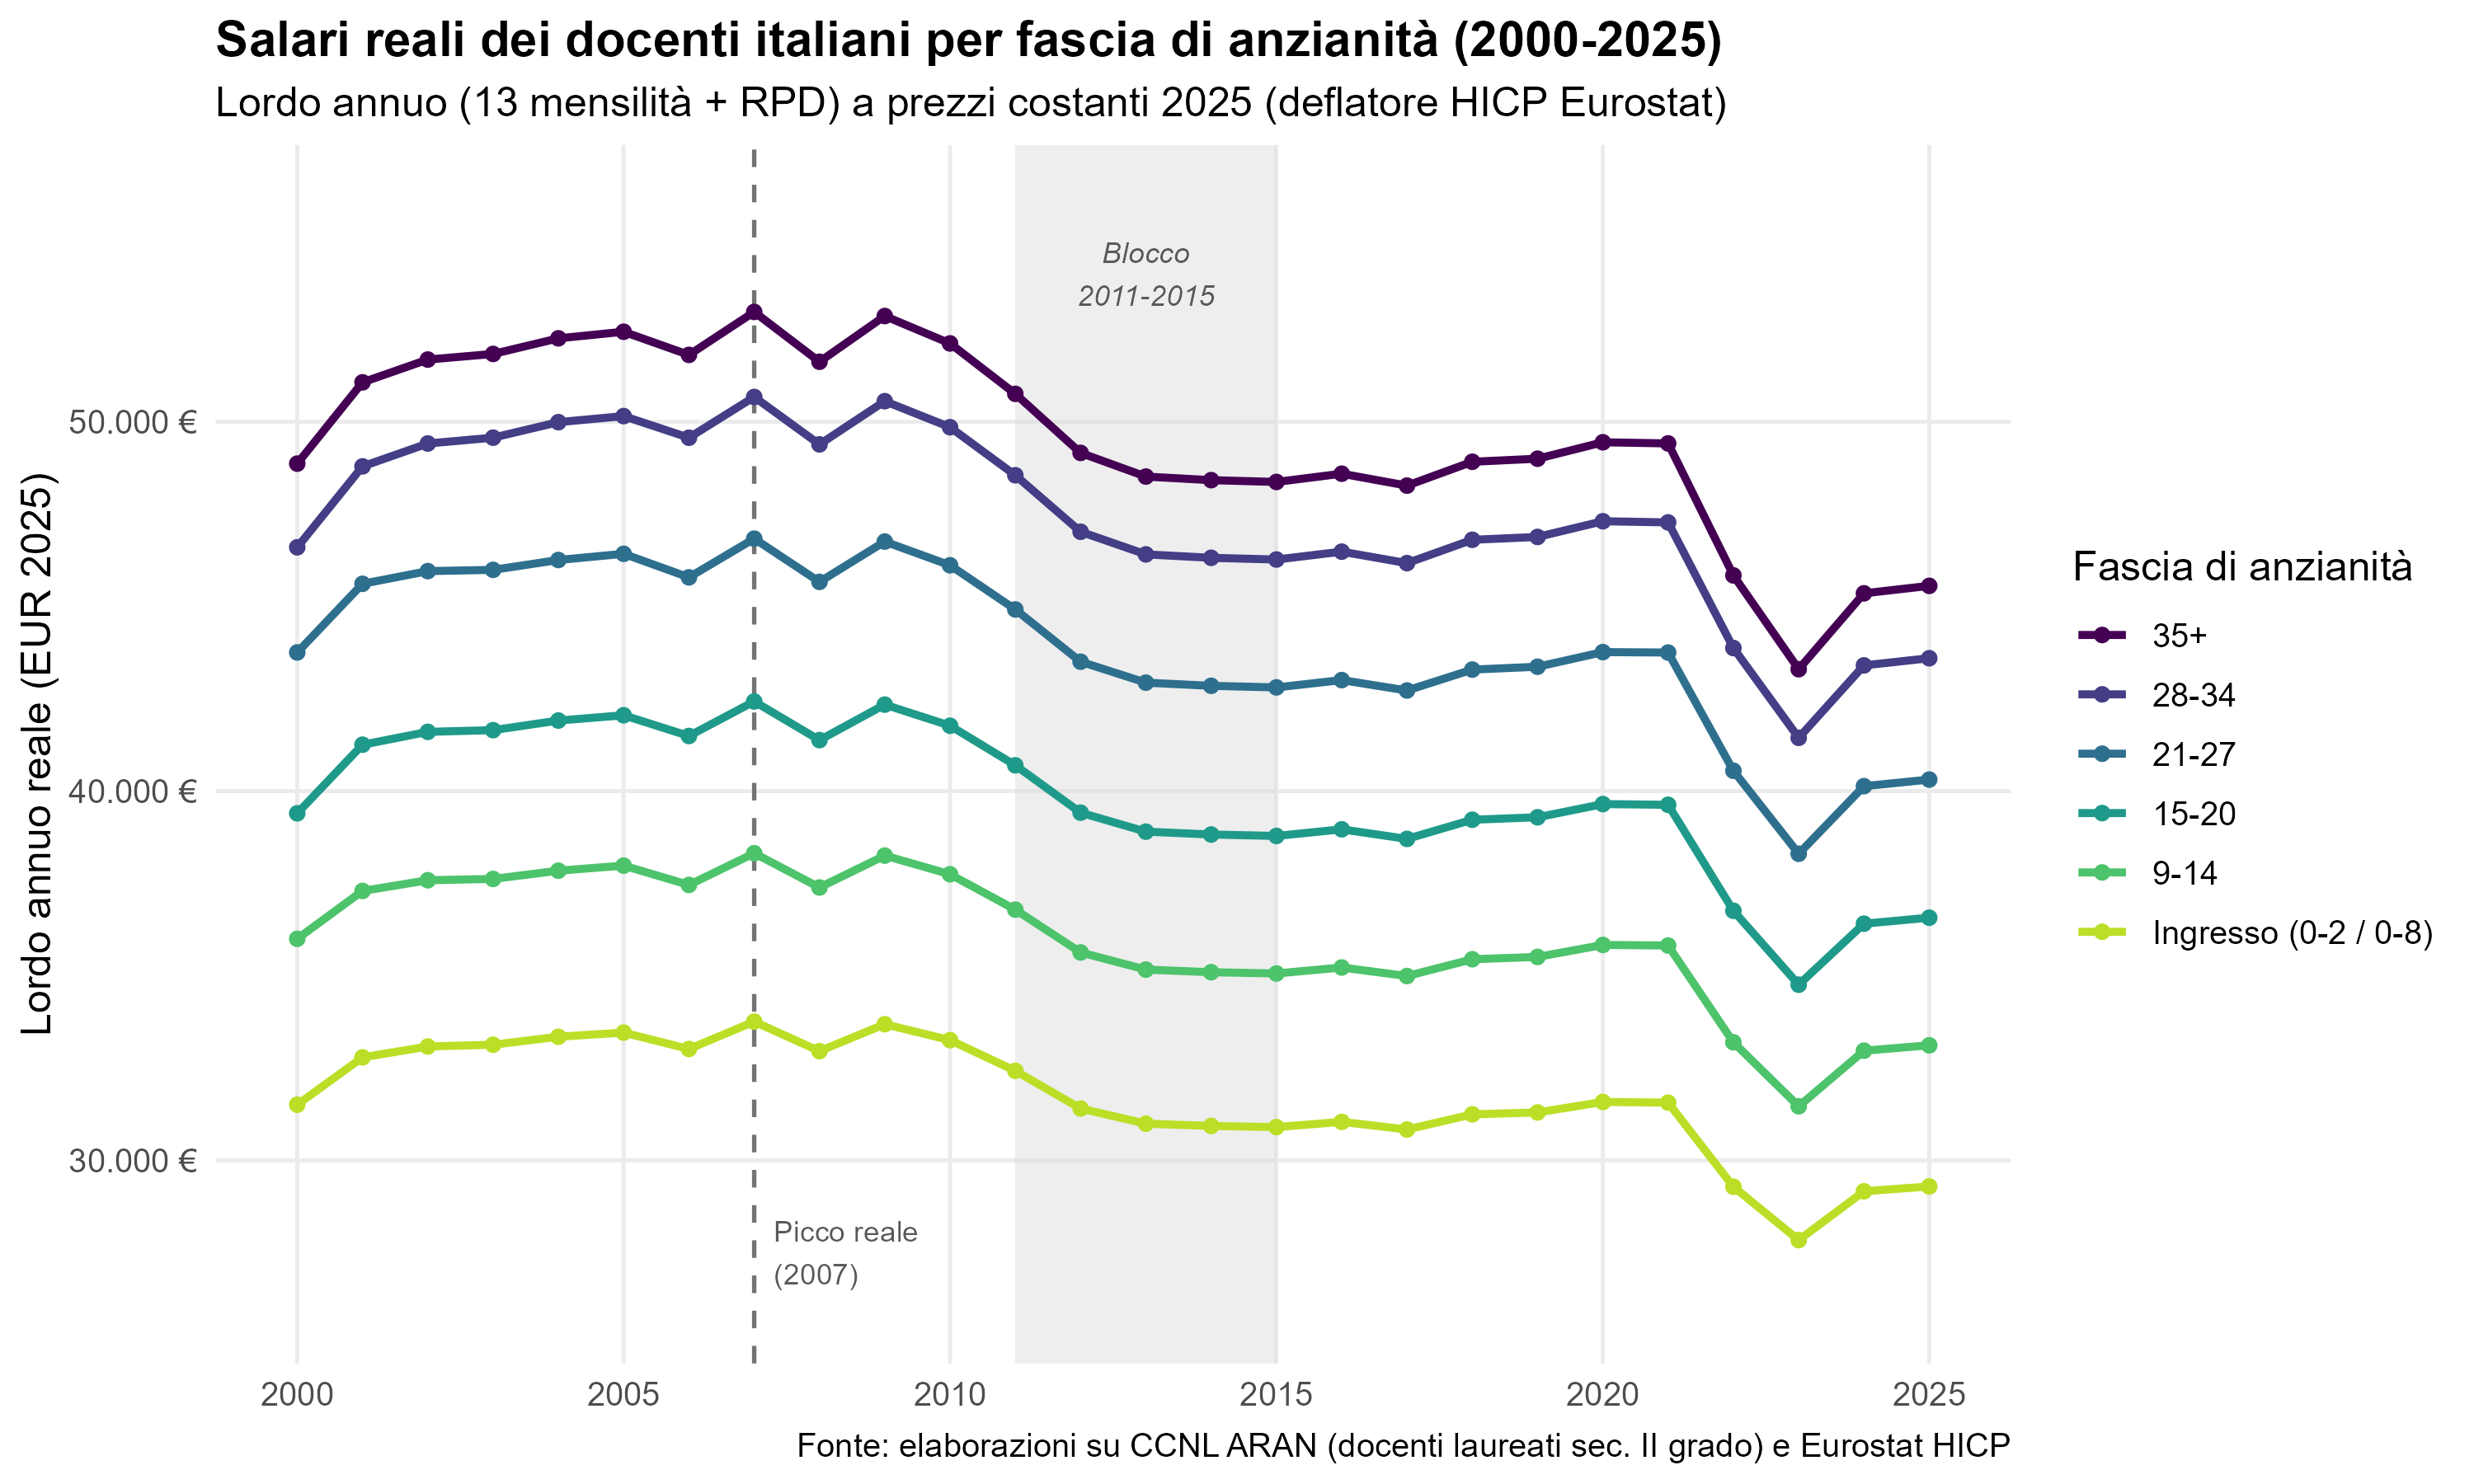 Salari reali dei docenti italiani per fascia di anzianità (2000-2025)
Lordo annuo (13 mensilità + RPD) a prezzi costanti 2025 (deflatore HICP Eurostat)
Lordo annuo reale (EUR 2025)
50.000 €
40.000 €
30.000 €
Blocco
2011-2015
Picco reale
(2007)
2000
2005
2010
2015
2020
2025
Fascia di anzianità
35+
28-34
21-27
15-20
9-14
Ingresso (0-2 / 0-8)
Fonte: elaborazioni su CCNL ARAN (docenti laureati sec. II grado) e Eurostat HICP